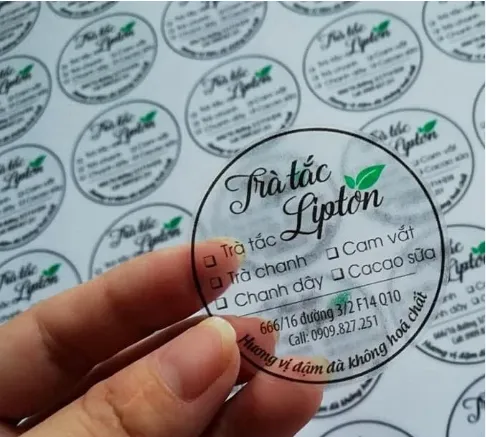 Trà tắc
Lipton
Trà tắc
Cam vắt
Trà chanh
Cacao sữa
Chanh dây
666/16 đường 3/2 F14 Q10
Call: 0909.827.251
Hương vị đậm đà không hoá chất